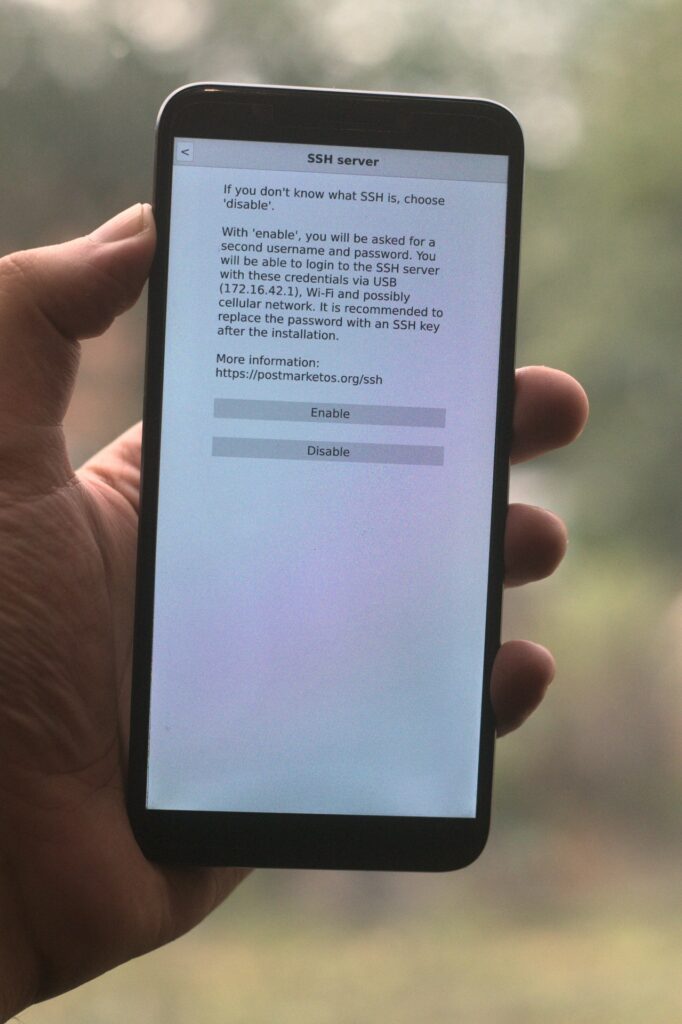 <
SSH server
If you don't know what SSH is, choose
'disable'.
With 'enable', you will be asked for a
second username and password. You
will be able to login to the SSH server
with these credentials via USB
(172.16.42.1), Wi-Fi and possibly
cellular network. It is recommended to
replace the password with an SSH key
after the installation.
More information:
https://postmarketos.org/ssh
Enable
Disable